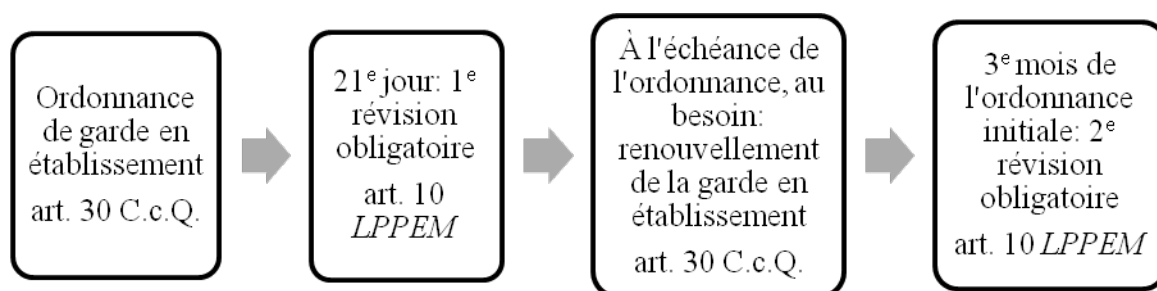 Ordonnance
de garde en
établissement
art. 30 C.c.Q.
21e jour: 1e
révision
obligatoire
art. 10
LPPEM
À l'échéance de
l'ordonnance, au
besoin:
renouvellement
de la garde en
établissement
art. 30 C.c.Q.
3e mois de
l'ordonnance
initiale: 2e
révision
obligatoire
art. 10 LPPEM